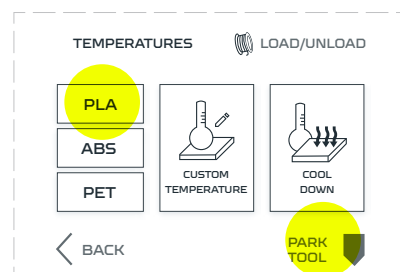 TEMPERATURES
LOAD/UNLOAD
PLA
ABS
PET
CUSTOM
TEMPERATURE
COOL
DOWN
BACK
PARK
TOOL